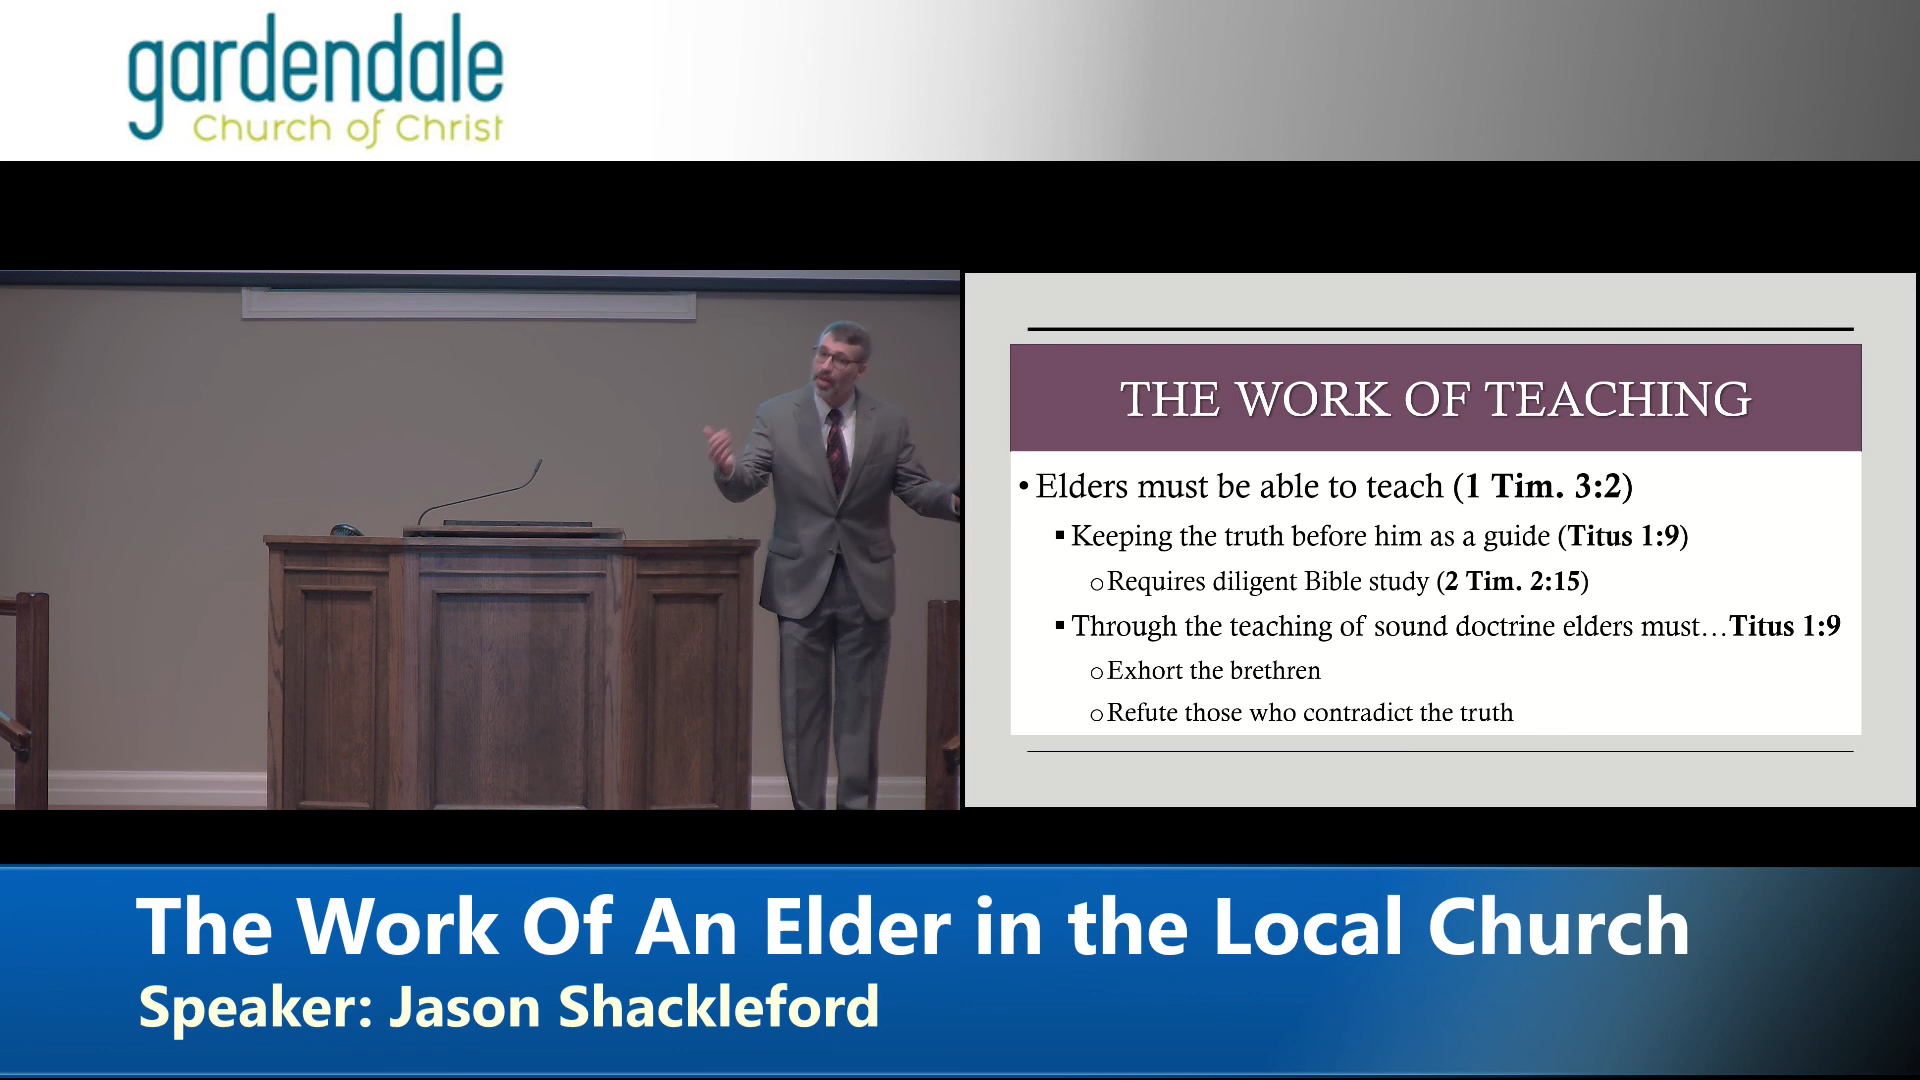 gardendale
Church of Christ
THE WORK OF TEACHING
• Elders must be able to teach (1 Tim. 3:2)
▪ Keeping the truth before him as a guide (Titus 1:9)
o Requires diligent Bible study (2 Tim. 2:15)
▪ Through the teaching of sound doctrine elders must…Titus 1:9
o Exhort the brethren
o Refute those who contradict the truth
The Work Of An Elder in the Local Church
Speaker: Jason Shackleford